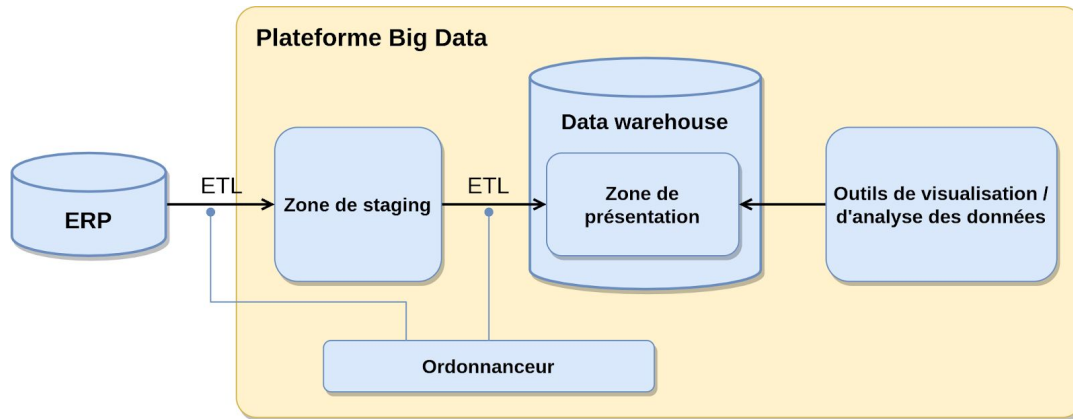 Plateforme Big Data
Data warehouse
ETL
ETL
ERP
Zone de staging
Zone de
présentation
Outils de visualisation /
d'analyse des données
Ordonnanceur